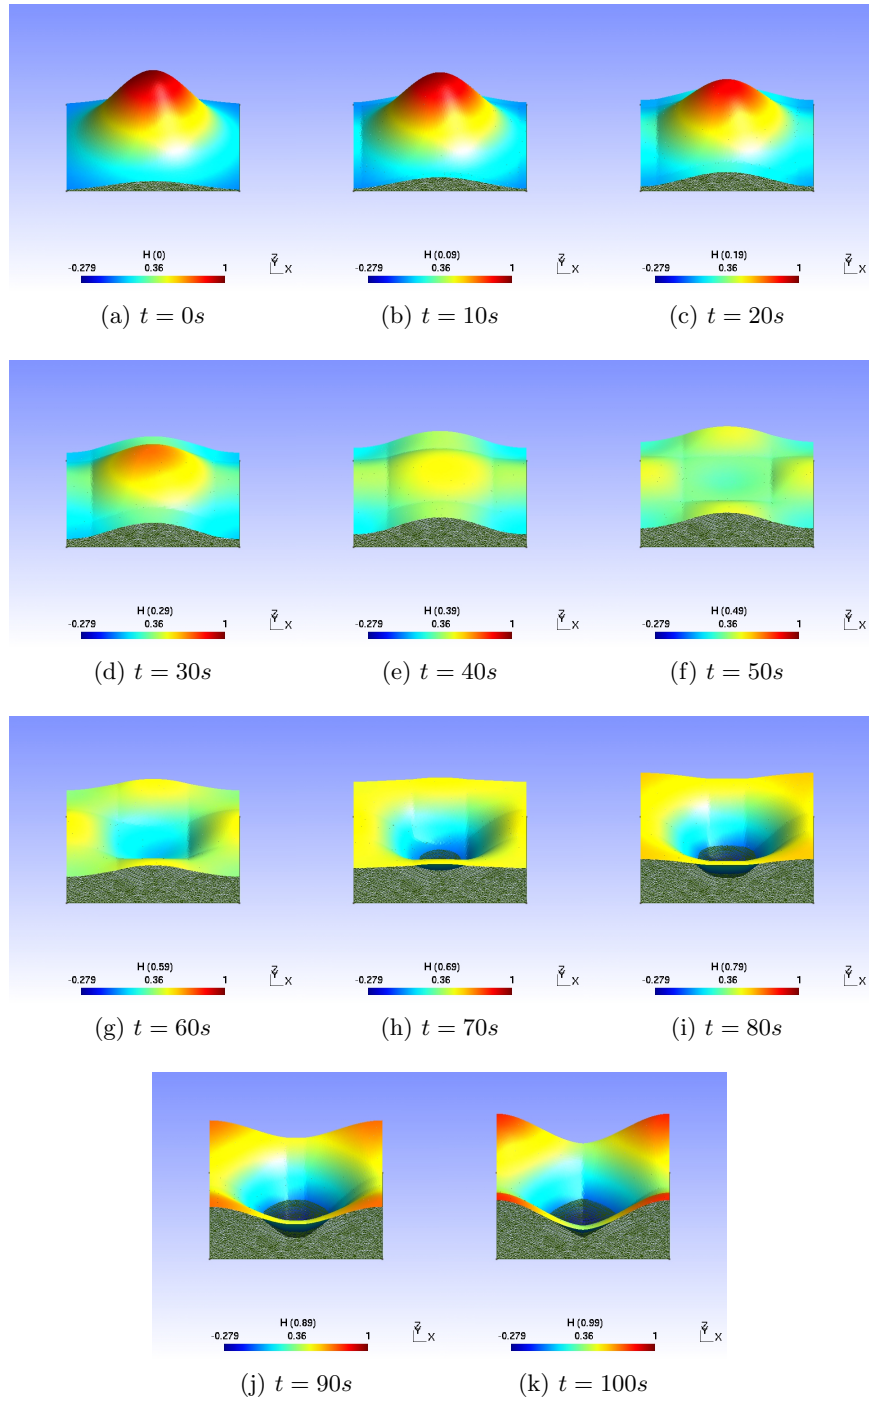 H (0) H (0.09) H (0.19)
-0.279 0.36 1 Z Y X -0.279 0.36 1 Z Y X -0.279 0.36 1 Z Y X
(a) t = 0s (b) t = 10s (c) t = 20s
H (0.29) H (0.39) H (0.49)
-0.279 0.36 1 Z Y X -0.279 0.36 1 Z Y X -0.279 0.36 1 Z Y X
(d) t = 30s (e) t = 40s (f) t = 50s
H (0.59) H (0.69) H (0.79)
-0.279 0.36 1 Z Y X -0.279 0.36 1 Z Y X -0.279 0.36 1 Z Y X
(g) t = 60s (h) t = 70s (i) t = 80s
H (0.89) H (0.99)
-0.279 0.36 1 Z Y X -0.279 0.36 1 Z Y X
(j) t = 90s (k) t = 100s